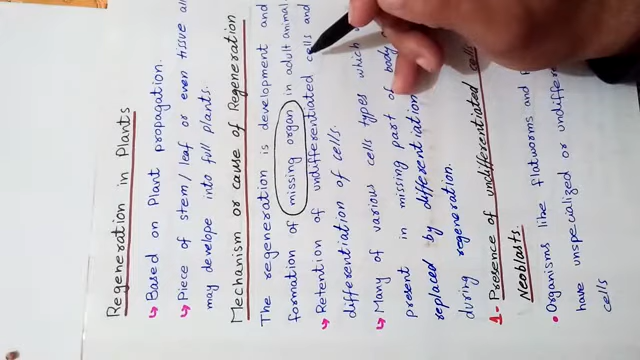 Regeneration in Plants
↳ Based on Plant propagation.
↳ Piece of stem/leaf or even tissue al
may develope into full plants.
Mechanism or cause of Regeneration
The regeneration is development and
formation of missing organ in adult animal.
↳ Retention of undifferentiated cells and
differentiation of cells.
↳ Many of various cells types which
present in missing part of body
replaced by differentiation
during regeneration.
1- Presence of undifferentiated cells
Neoblasts.
• Organisms like flatworms and
have unspecialized or undiffere
cells